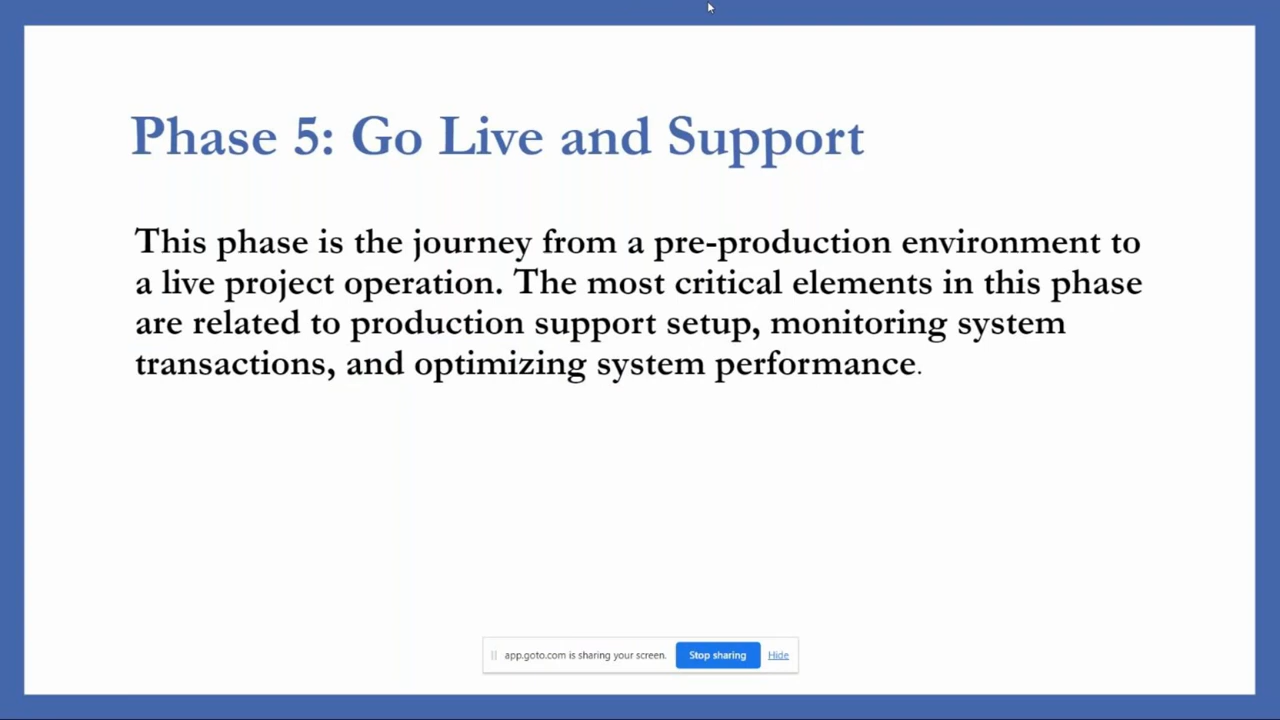 Phase 5: Go Live and Support
This phase is the journey from a pre-production environment to
a live project operation. The most critical elements in this phase
are related to production support setup, monitoring system
transactions, and optimizing system performance.
app.goto.com is sharing your screen. Stop sharing Hide